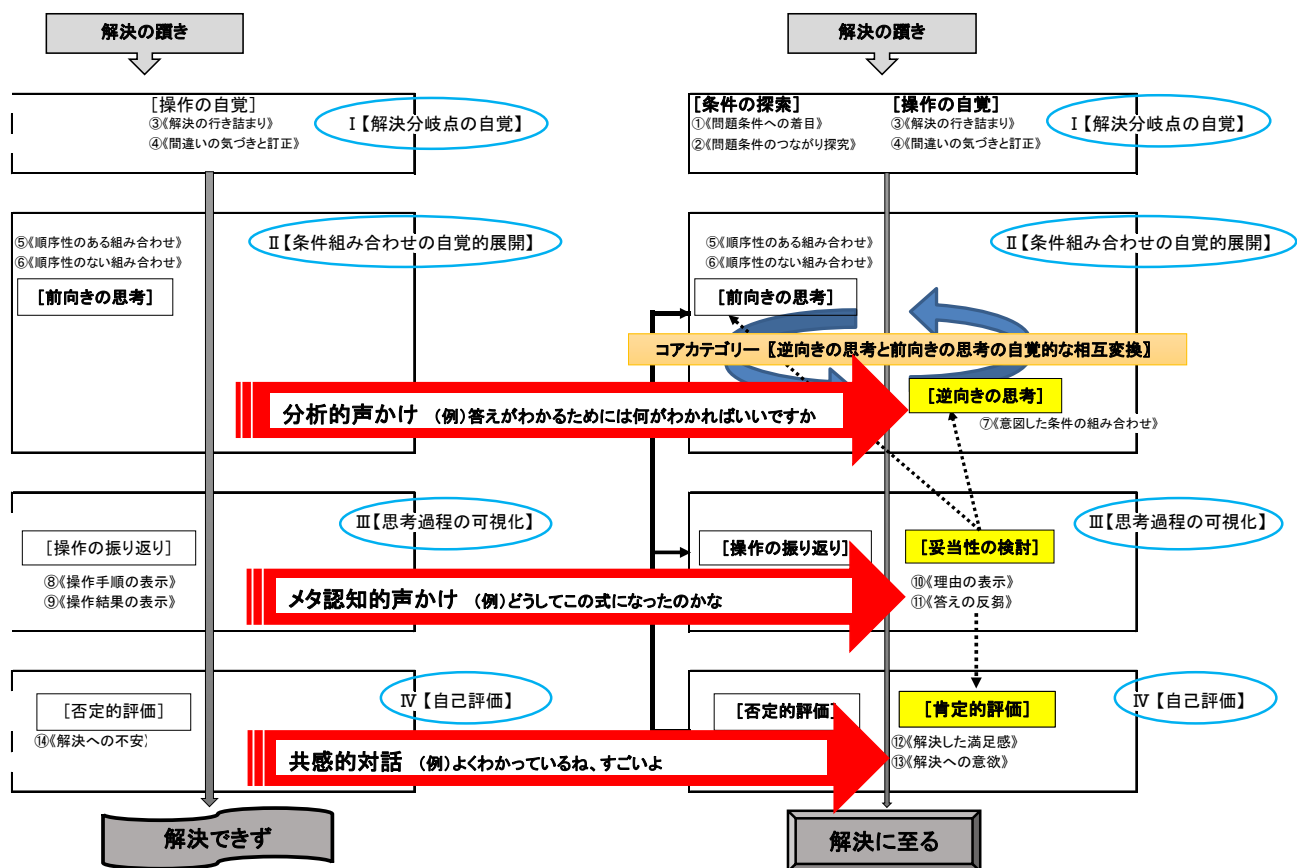 解決の躓き
[操作の自覚]
③《解決の行き詰まり》
④《間違いの気づきと訂正》
Ⅰ【解決分岐点の自覚】
⑤《順序性のある組み合わせ》
⑥《順序性のない組み合わせ》
[前向きの思考]
Ⅱ【条件組み合わせの自覚的展開】
[操作の振り返り]
⑧《操作手順の表示》
⑨《操作結果の表示》
Ⅲ【思考過程の可視化】
[否定的評価]
⑭《解決への不安》
Ⅳ【自己評価】
解決できず
分析的声かけ (例)答えがわかるためには何がわかればいいですか
メタ認知的声かけ (例)どうしてこの式になったのかな
共感的対話 (例)よくわかっているね、すごいよ
解決の躓き
[条件の探索]
①《問題条件への着目》
②《問題条件のつながり探究》
[操作の自覚]
③《解決の行き詰まり》
④《間違いの気づきと訂正》
Ⅰ【解決分岐点の自覚】
⑤《順序性のある組み合わせ》
⑥《順序性のない組み合わせ》
[前向きの思考]
Ⅱ【条件組み合わせの自覚的展開】
コアカテゴリー〖逆向きの思考と前向きの思考の自覚的な相互変換〗
[逆向きの思考]
⑦《意図した条件の組み合わせ》
[操作の振り返り]
[妥当性の検討]
⑩《理由の表示》
⑪《答えの反芻》
Ⅲ【思考過程の可視化】
[否定的評価]
[肯定的評価]
⑫《解決した満足感》
⑬《解決への意欲》
Ⅳ【自己評価】
解決に至る